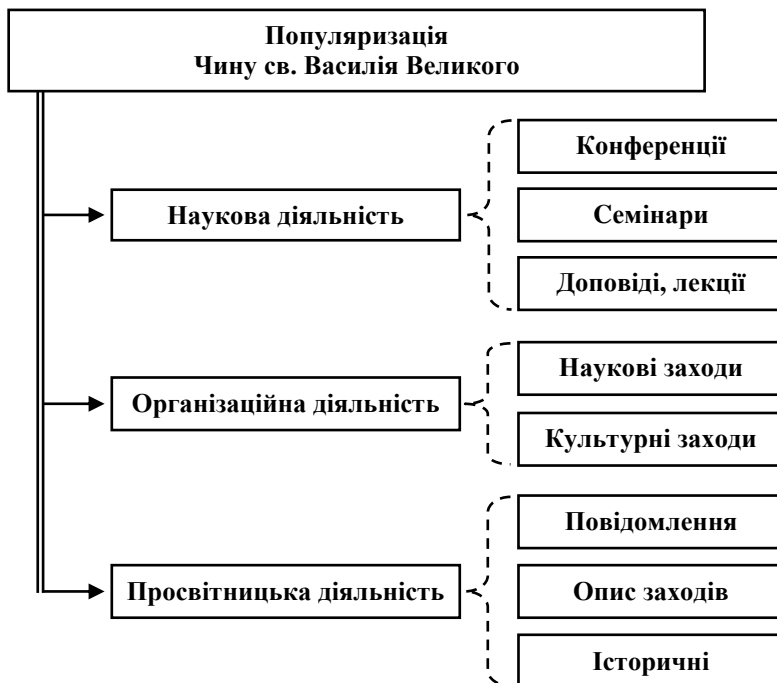 Популяризація
Чину св. Василія Великого
Конференції
Наукова діяльність
Семінари
Доповіді, лекції
Наукові заходи
Організаційна діяльність
Культурні заходи
Повідомлення
Просвітницька діяльність
Опис заходів
Історичні